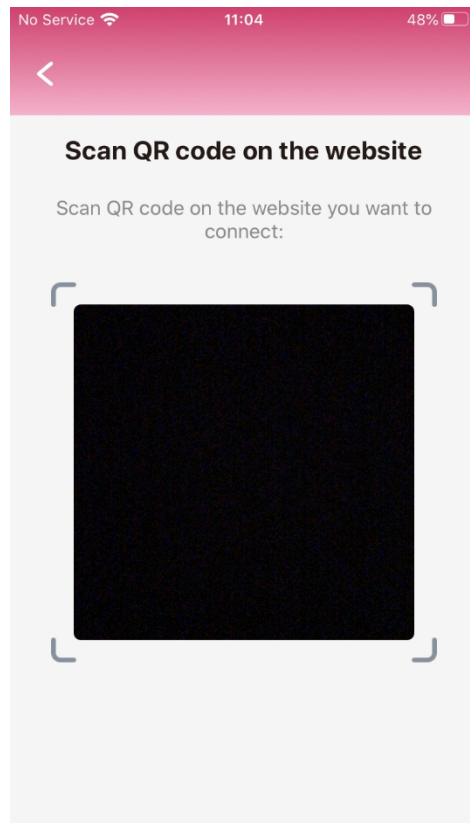 No Service 11:04 48%
Scan QR code on the website
Scan QR code on the website you want to
connect: